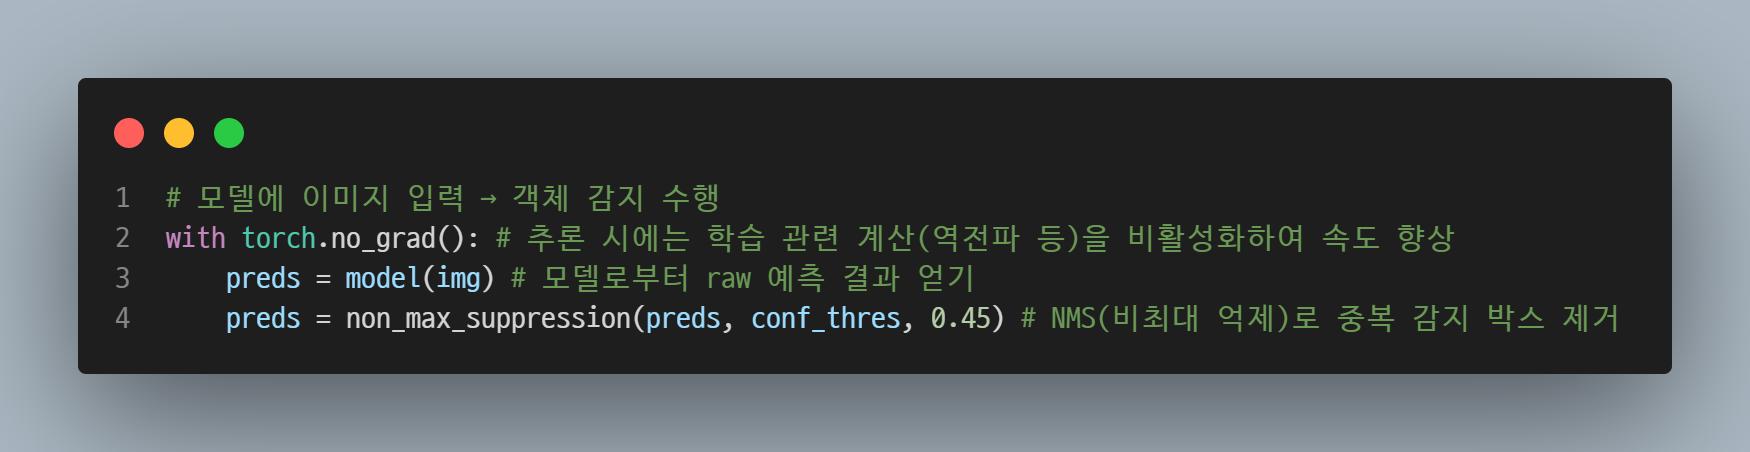 1 # 모델에 이미지 입력 → 객체 감지 수행
2 with torch.no_grad(): # 추론 시에는 학습 관련 계산(역전파 등)을 비활성화하여 속도 향상
3     preds = model(img) # 모델로부터 raw 예측 결과 얻기
4     preds = non_max_suppression(preds, conf_thres, 0.45) # NMS(비최대 억제)로 중복 감지 박스 제거